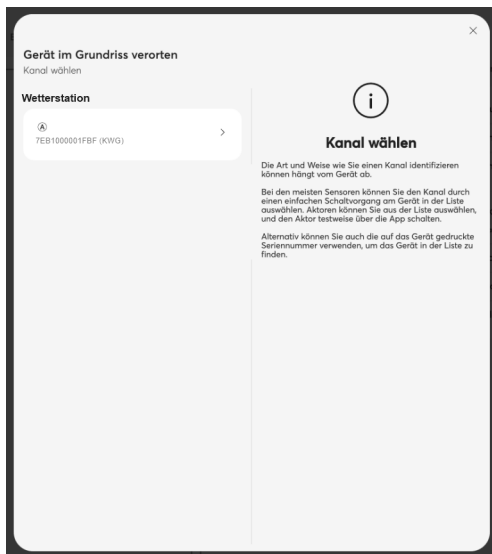 Gerät im Grundriss verorten
Kanal wählen
Wetterstation
A
7EB1000001FBF (KWG)
i
Kanal wählen
Die Art und Weise wie Sie einen Kanal identifizieren
können hängt vom Gerät ab.
Bei den meisten Sensoren können Sie den Kanal durch
einen einfachen Schaltvorgang am Gerät in der Liste
auswählen. Aktoren können Sie aus der Liste auswählen,
und den Aktor testweise über die App schalten.
Alternativ können Sie auch die auf das Gerät gedruckte
Seriennummer verwenden, um das Gerät in der Liste zu
finden.